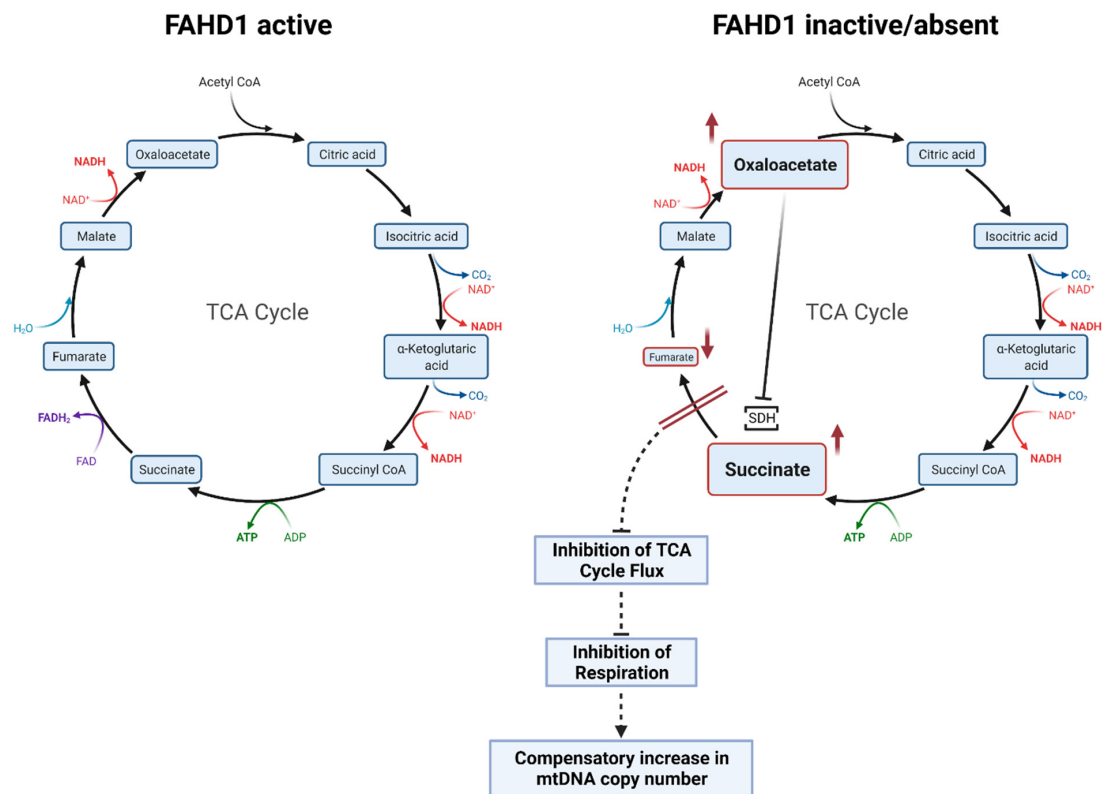 FAHD1 active
Acetyl CoA
Oxaloacetate
Citric acid
NADH
NAD⁺
Malate
Isocitric acid
CO₂
NAD⁺
NADH
TCA Cycle
H₂O
Fumarate
α-Ketoglutaric
acid
CO₂
FADH₂
NAD⁺
FAD
NADH
Succinate
Succinyl CoA
ATP
ADP
FAHD1 inactive/absent
Acetyl CoA
Oxaloacetate
Citric acid
NADH
NAD⁺
Malate
Isocitric acid
CO₂
NAD⁺
NADH
TCA Cycle
H₂O
Fumarate
α-Ketoglutaric
acid
CO₂
SDH
NAD⁺
NADH
Succinate
Succinyl CoA
ATP
ADP
Inhibition of TCA
Cycle Flux
Inhibition of
Respiration
Compensatory increase in
mtDNA copy number